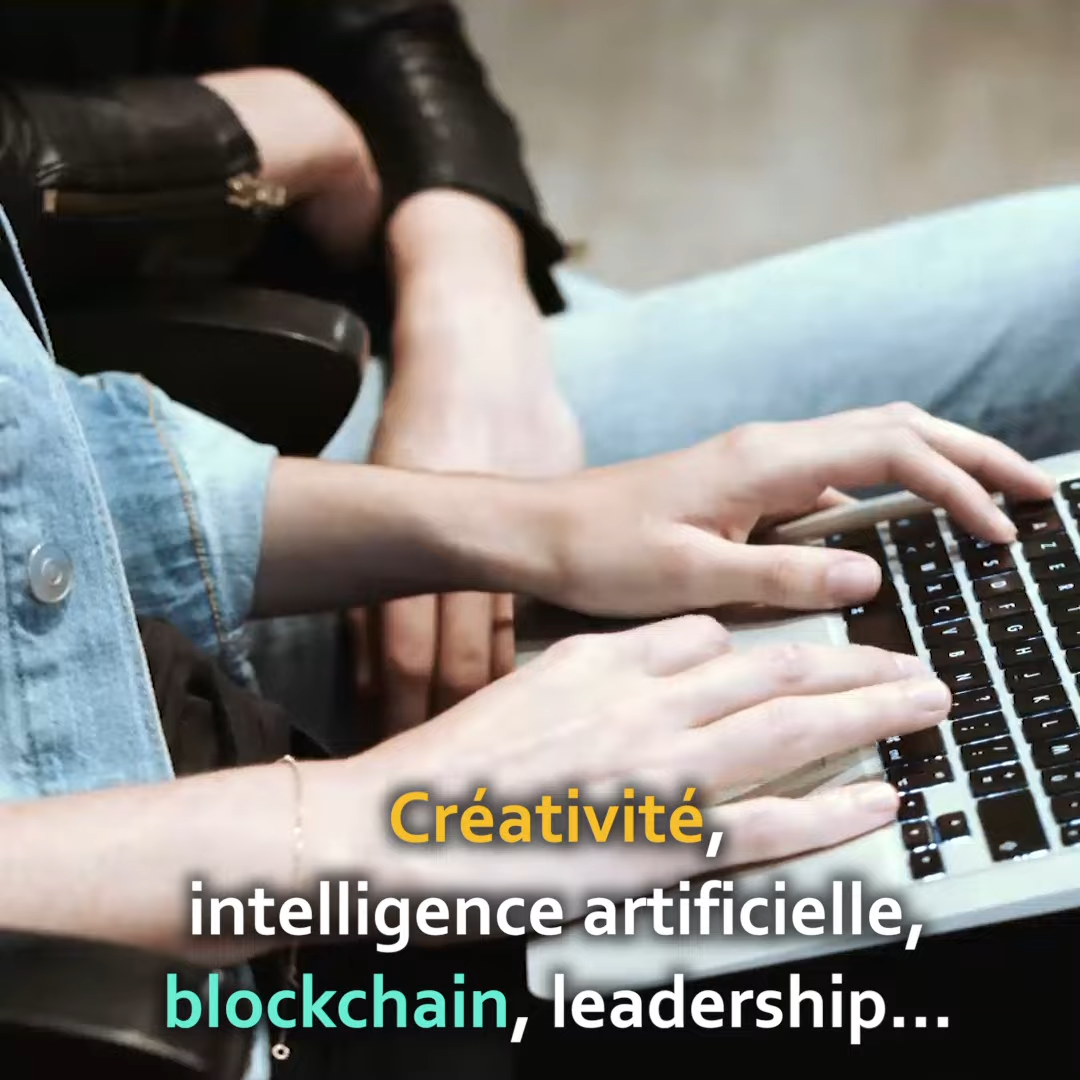 Créativité,
intelligence artificielle,
blockchain, leadership...